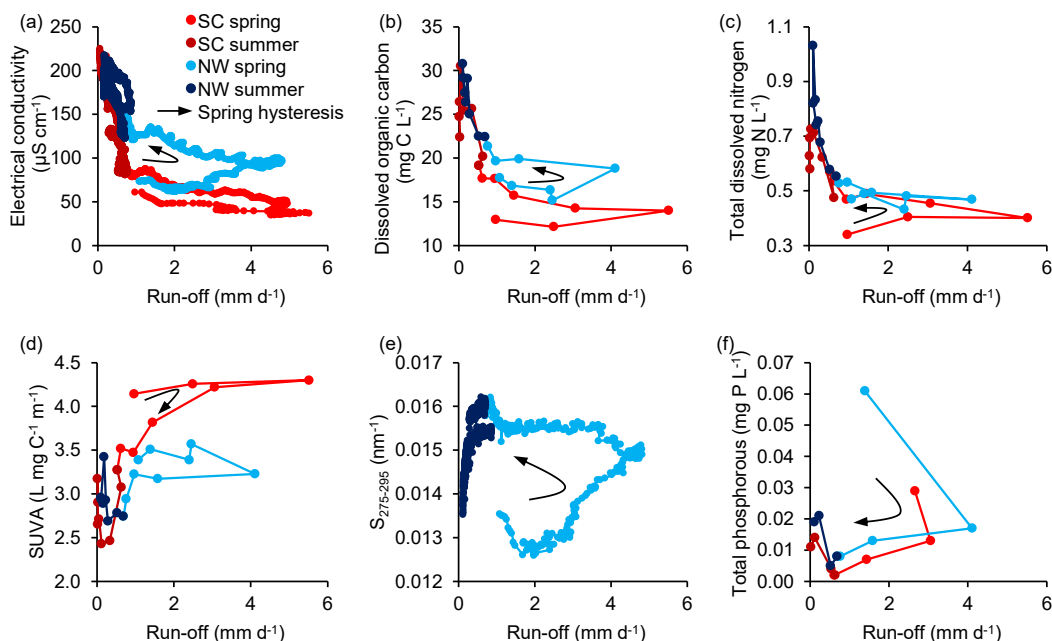 (a)
Electrical conductivity
(µS cm⁻¹)
250
200
150
100
50
0
0 2 4 6
Run-off (mm d⁻¹)
SC spring
SC summer
NW spring
NW summer
Spring hysteresis
(b)
Dissolved organic carbon
(mg C L⁻¹)
35
30
25
20
15
10
0 2 4 6
Run-off (mm d⁻¹)
(c)
Total dissolved nitrogen
(mg N L⁻¹)
1.1
0.9
0.7
0.5
0.3
0 2 4 6
Run-off (mm d⁻¹)
(d)
SUVA (L mg C⁻¹ m⁻¹)
4.5
4.0
3.5
3.0
2.5
2.0
0 2 4 6
Run-off (mm d⁻¹)
(e)
S₂₇₅₋₂₉₅ (nm⁻¹)
0.017
0.016
0.015
0.014
0.013
0.012
0 2 4 6
Run-off (mm d⁻¹)
(f)
Total phosphorous (mg P L⁻¹)
0.07
0.06
0.05
0.04
0.03
0.02
0.01
0.00
0 2 4 6
Run-off (mm d⁻¹)